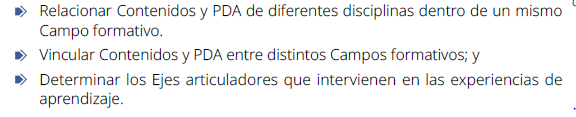 Relacionar Contenidos y PDA de diferentes disciplinas dentro de un mismo
Campo formativo.
Vincular Contenidos y PDA entre distintos Campos formativos; y
Determinar los Ejes articuladores que intervienen en las experiencias de
aprendizaje.